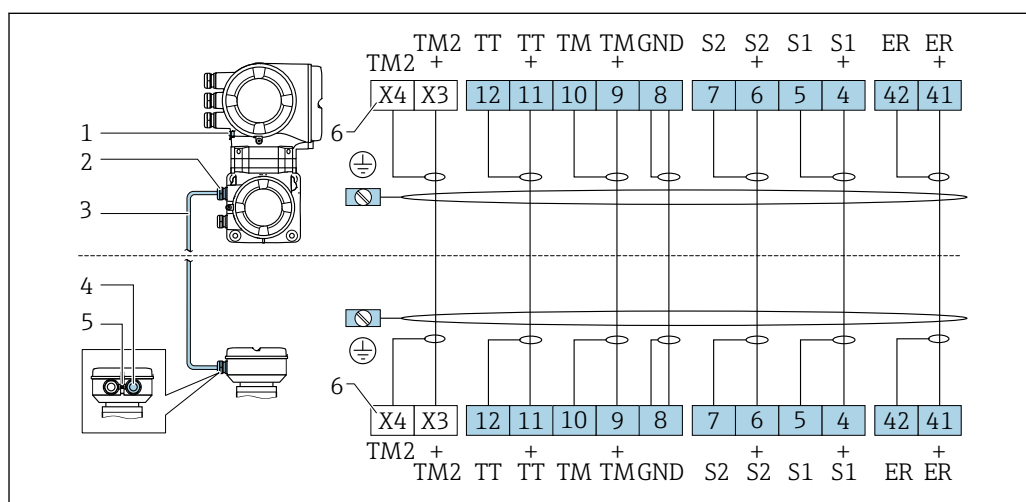 TM2 TT TT TM TM GND S2 S2 S1 S1 ER ER
TM2 + + + + + +
X4 X3 12 11 10 9 8 7 6 5 4 42 41
6
1
2
3
4
5
6
X4 X3 12 11 10 9 8 7 6 5 4 42 41
TM2 + + + + + +
TM2 TT TT TM TM GND S2 S2 S1 S1 ER ER